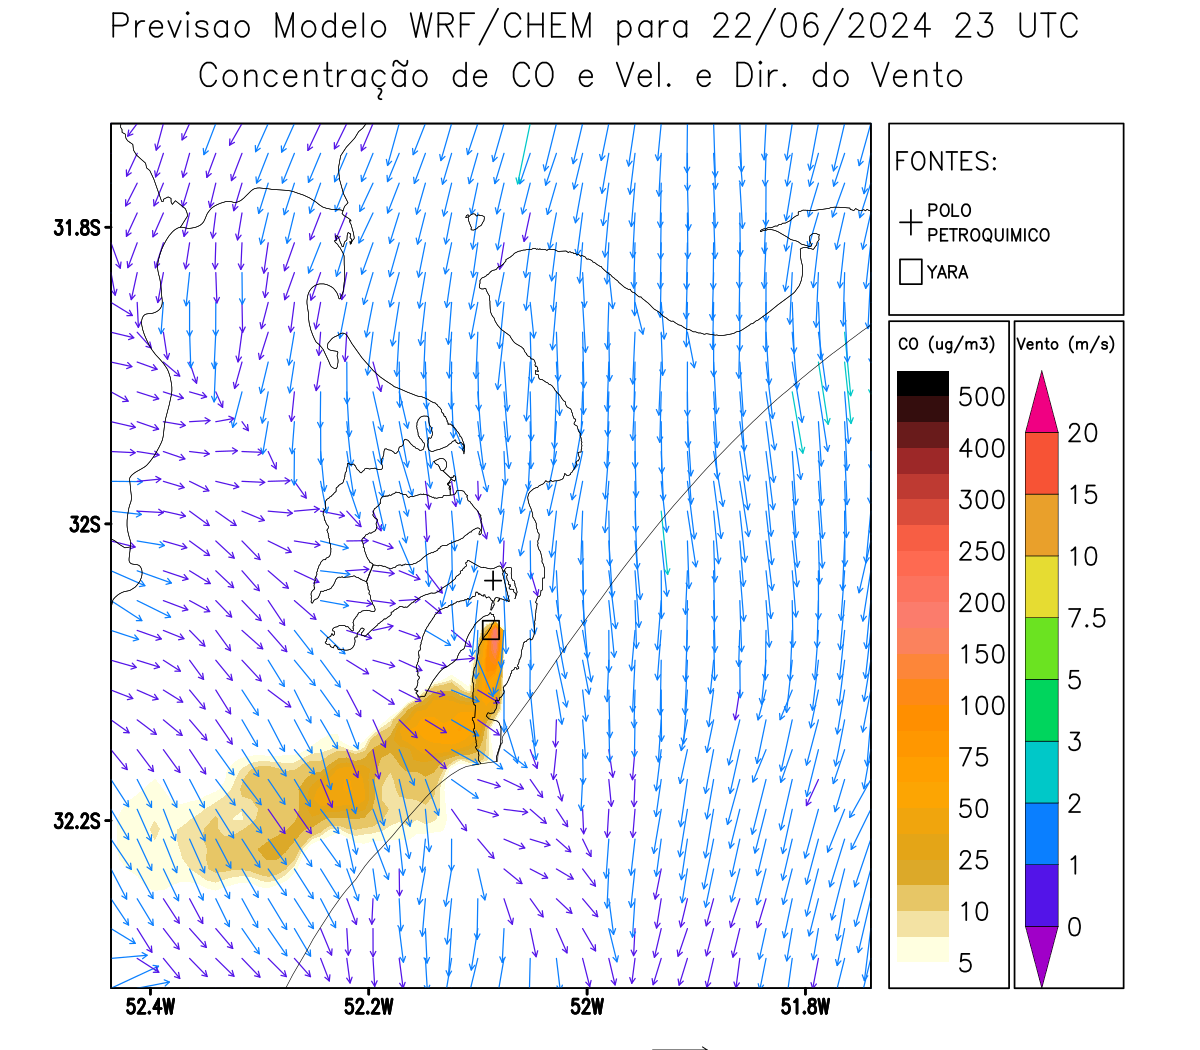 Previsao Modelo WRF/CHEM para 22/06/2024 23 UTC
Concentração de CO e Vel. e Dir. do Vento
FONTES:
POLO
PETROQUIMICO
YARA
CO (ug/m3)
500
400
300
250
200
150
100
75
50
25
10
5
Vento (m/s)
20
15
10
7.5
5
3
2
1
0
31.8S
32S
32.2S
52.4W
52.2W
52W
51.8W